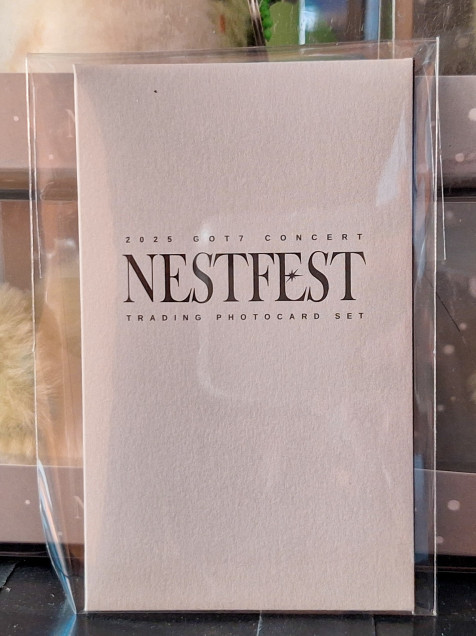 2025 GOT7 CONCERT
NESTFEST
TRADING PHOTOCARD SET